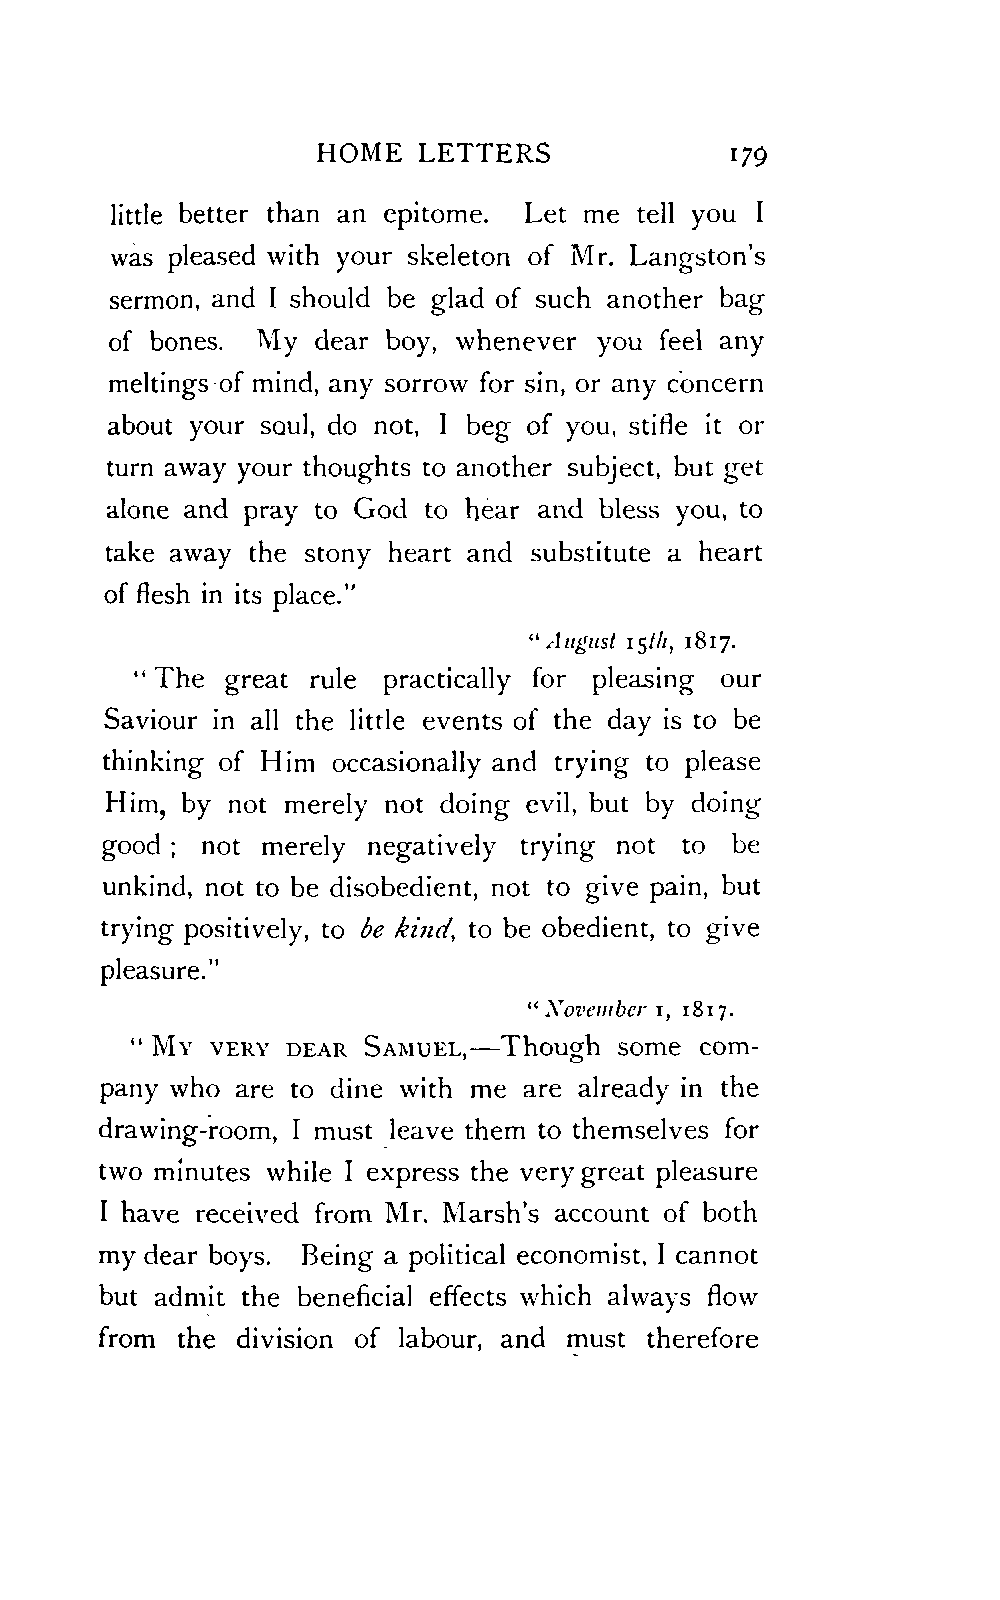 HOME LETTERS 179
little better than an epitome. Let me tell you I
was pleased with your skeleton of Mr. Langston's
sermon, and I should be glad of such another bag
of bones. My dear boy, whenever you feel any
meltings of mind, any sorrow for sin, or any concern
about your soul, do not, I beg of you, stifle it or
turn away your thoughts to another subject, but get
alone and pray to God to hear and bless you, to
take away the stony heart and substitute a heart
of flesh in its place."
"August 15th, 1817.
"The great rule practically for pleasing our
Saviour in all the little events of the day is to be
thinking of Him occasionally and trying to please
Him, by not merely not doing evil, but by doing
good; not merely negatively trying not to be
unkind, not to be disobedient, not to give pain, but
trying positively, to be kind, to be obedient, to give
pleasure."
"November 1, 1817.
"MY VERY DEAR SAMUEL,—Though some com-
pany who are to dine with me are already in the
drawing-room, I must leave them to themselves for
two minutes while I express the very great pleasure
I have received from Mr. Marsh's account of both
my dear boys. Being a political economist, I cannot
but admit the beneficial effects which always flow
from the division of labour, and must therefore